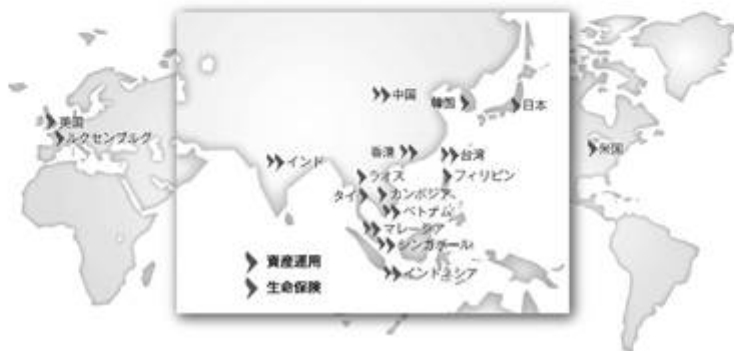 英国
ルクセンブルグ
中国
韓国
日本
インド
香港
台湾
ラオス
フィリピン
タイ
カンボジア
ベトナム
マレーシア
シンガポール
インドネシア
米国
資産運用
生命保険